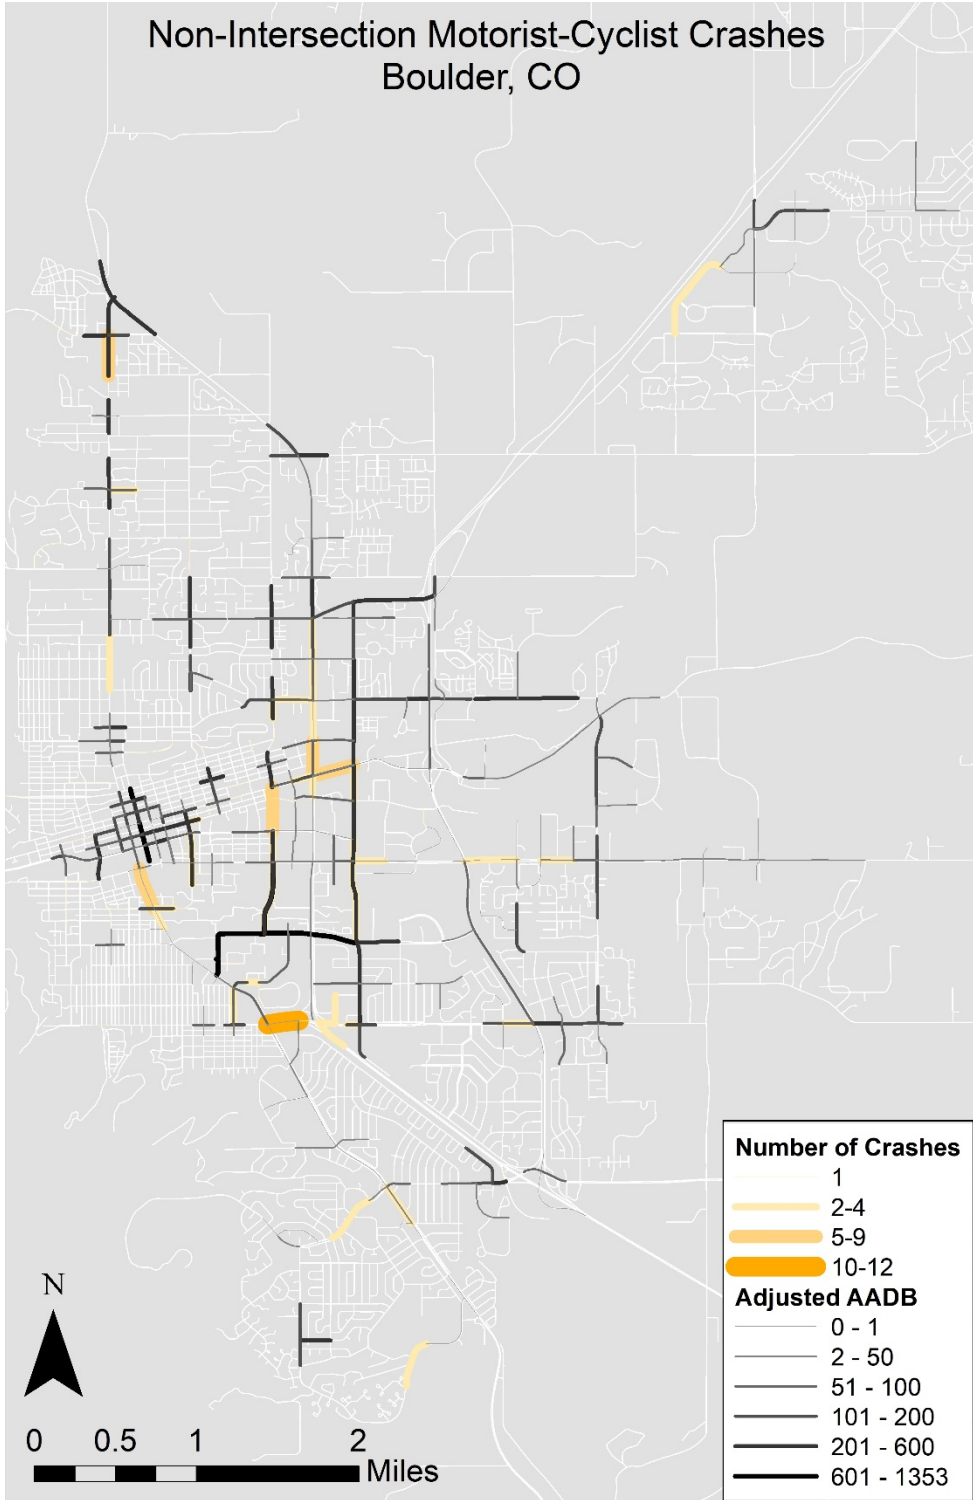 Non-Intersection Motorist-Cyclist Crashes
Boulder, CO
Number of Crashes
1
2-4
5-9
10-12
Adjusted AADB
0 - 1
2 - 50
51 - 100
101 - 200
201 - 600
601 - 1353
N
0 0.5 1 2
Miles